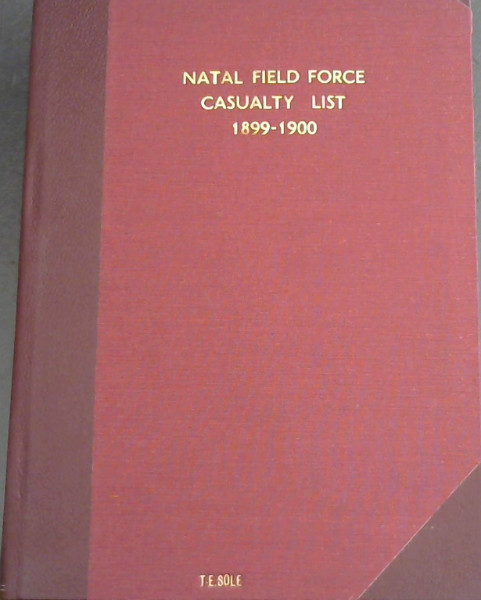 NATAL FIELD FORCE
CASUALTY LIST
1899-1900
T.E.SOLE